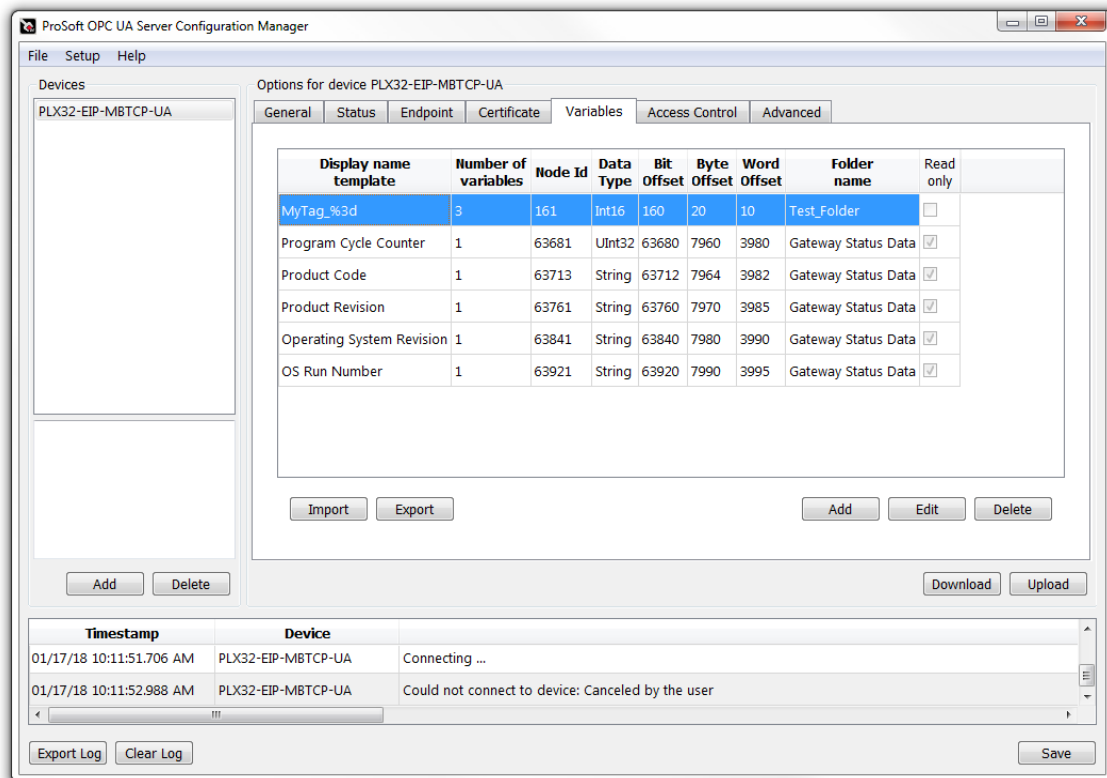 ProSoft OPC UA Server Configuration Manager
File Setup Help
Devices
PLX32-EIP-MBTCP-UA
Add Delete
Options for device PLX32-EIP-MBTCP-UA
General Status Endpoint Certificate Variables Access Control Advanced
Display name template Number of variables Node Id Data Type Bit Offset Byte Offset Word Offset Folder name Read only
MyTag_%3d 3 161 Int16 160 20 10 Test_Folder
Program Cycle Counter 1 63681 UInt32 63680 7960 3980 Gateway Status Data
Product Code 1 63713 String 63712 7964 3982 Gateway Status Data
Product Revision 1 63761 String 63760 7970 3985 Gateway Status Data
Operating System Revision 1 63841 String 63840 7980 3990 Gateway Status Data
OS Run Number 1 63921 String 63920 7990 3995 Gateway Status Data
Import Export Add Edit Delete
Download Upload
Timestamp Device
01/17/18 10:11:51.706 AM PLX32-EIP-MBTCP-UA Connecting ...
01/17/18 10:11:52.988 AM PLX32-EIP-MBTCP-UA Could not connect to device: Canceled by the user
Export Log Clear Log Save